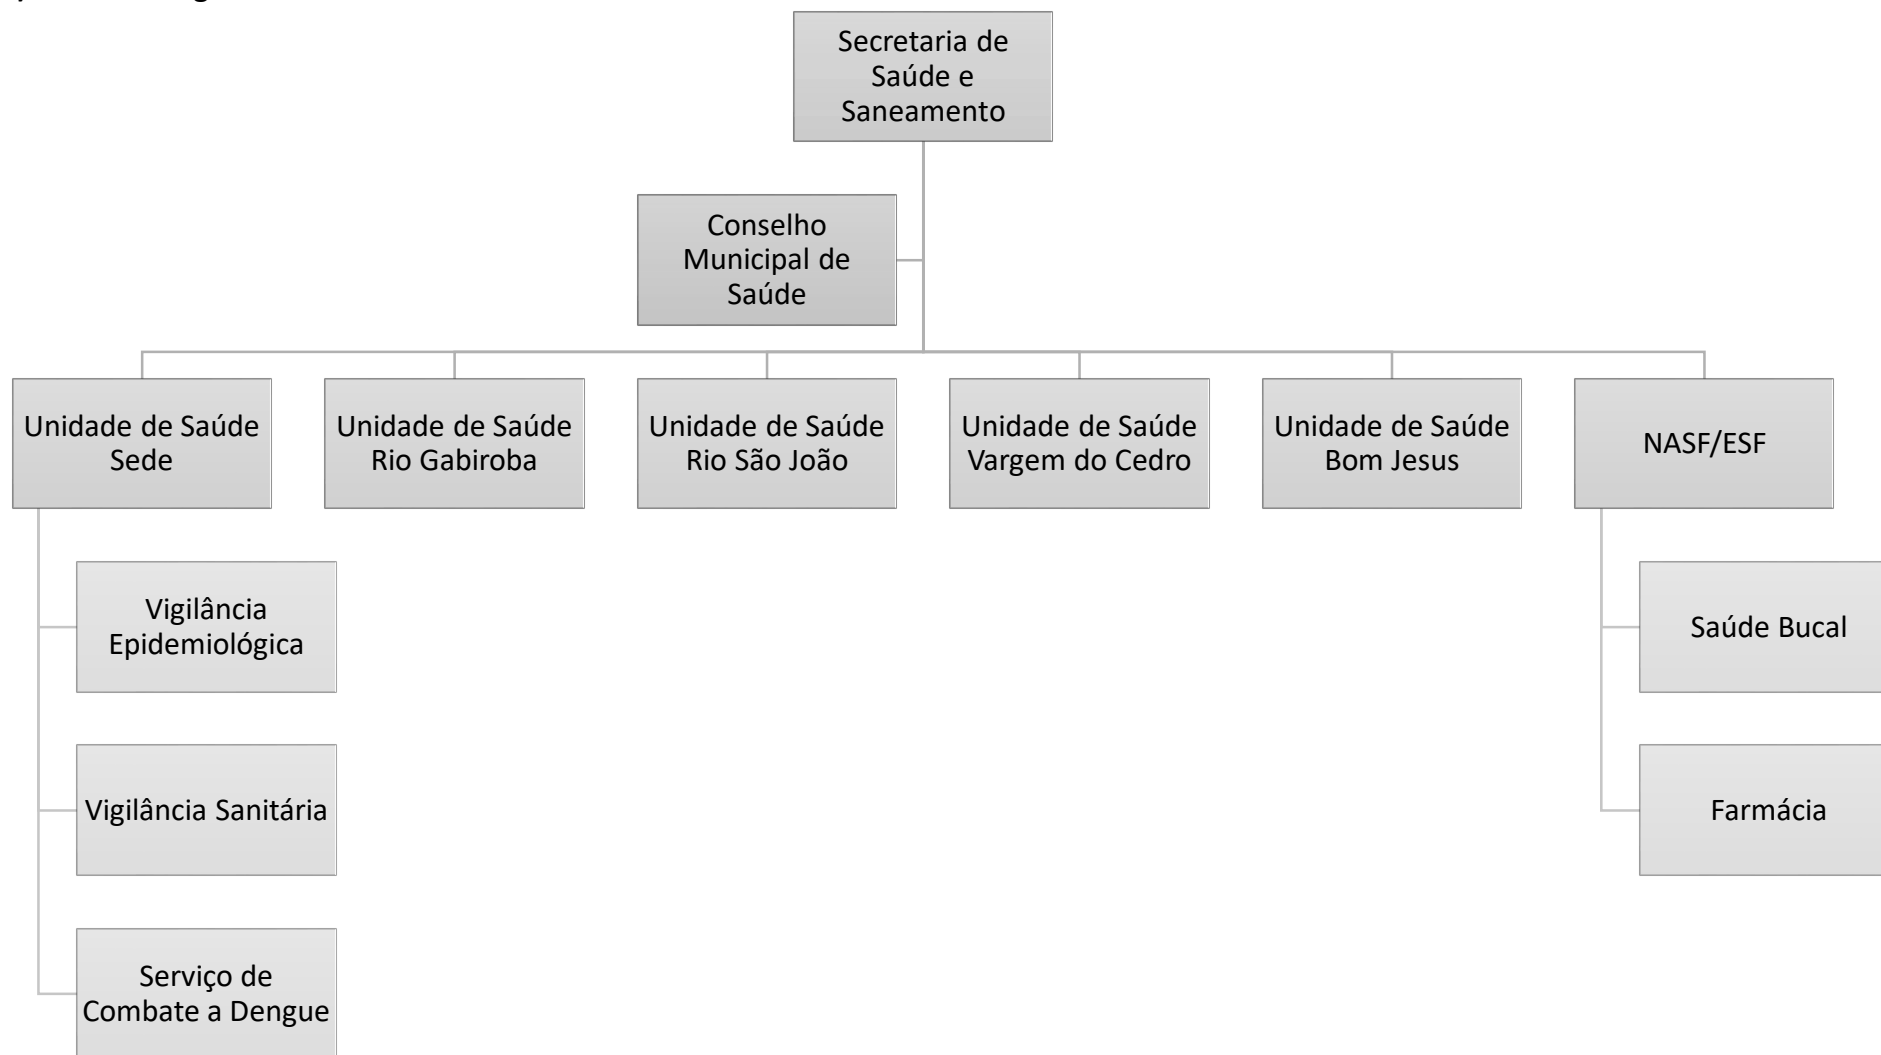 Secretaria de
Saúde e
Saneamento
Conselho
Municipal de
Saúde
Unidade de Saúde
Sede
Unidade de Saúde
Rio Gabiroba
Unidade de Saúde
Rio São João
Unidade de Saúde
Vargem do Cedro
Unidade de Saúde
Bom Jesus
NASF/ESF
Vigilância
Epidemiológica
Saúde Bucal
Vigilância Sanitária
Farmácia
Serviço de
Combate a Dengue